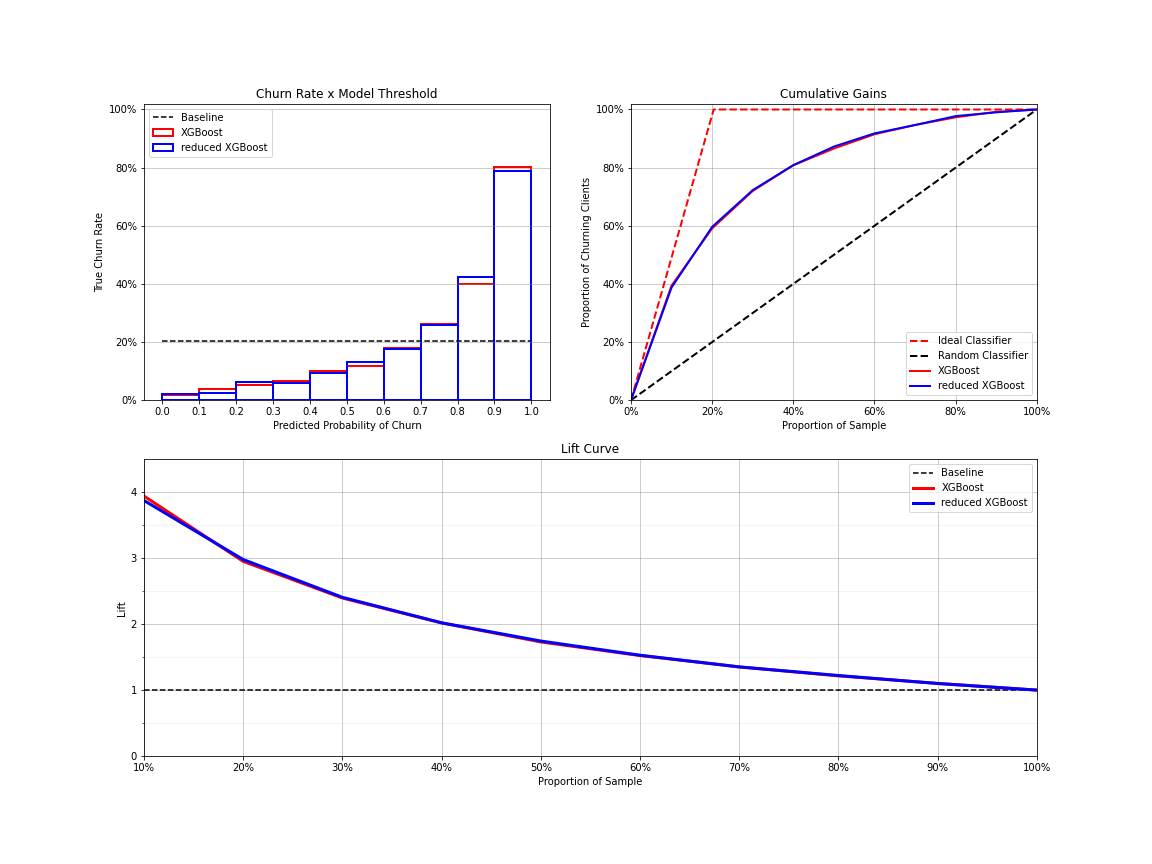 Churn Rate x Model Threshold
100%
80%
60%
40%
20%
0%
True Churn Rate
Baseline
XGBoost
reduced XGBoost
0.0 0.1 0.2 0.3 0.4 0.5 0.6 0.7 0.8 0.9 1.0
Predicted Probability of Churn
Cumulative Gains
100%
80%
60%
40%
20%
0%
Proportion of Churning Clients
Ideal Classifier
Random Classifier
XGBoost
reduced XGBoost
0% 20% 40% 60% 80% 100%
Proportion of Sample
Lift Curve
4
3
2
1
0
Lift
Baseline
XGBoost
reduced XGBoost
10% 20% 30% 40% 50% 60% 70% 80% 90% 100%
Proportion of Sample